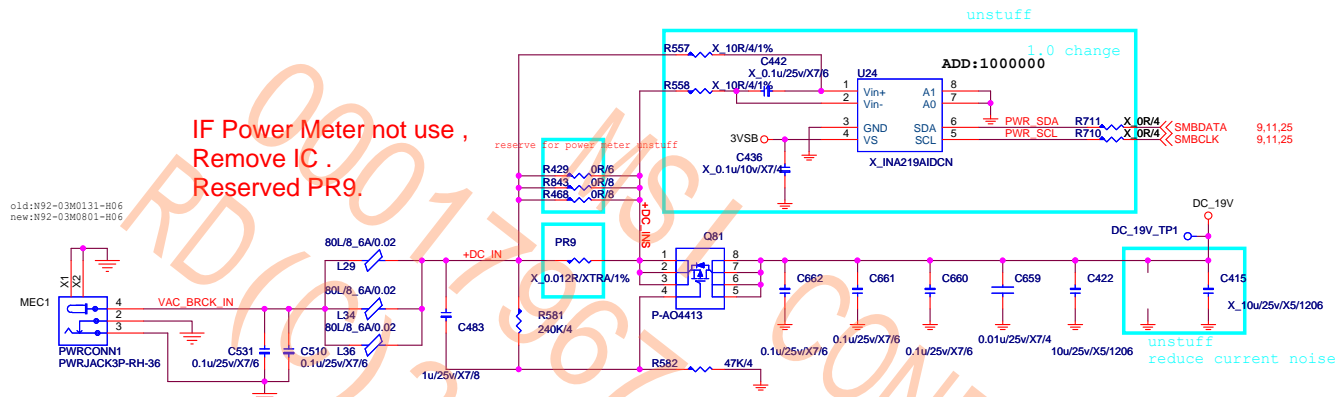 unstuff
R557 X_10R/4/1%
1.0 change
C442
X_0.1u/25v/X7/6
ADD:1000000
R558 X_10R/4/1%
U24
1 Vin+ A1 8
2 Vin- A0 7
3 GND SDA 6 PWR_SDA R711 X_0R/4 SMBDATA 9,11,25
4 VS SCL 5 PWR_SCL R710 X_0R/4 SMBCLK 9,11,25
3VSB
X_INA219AIDCN
C436
X_0.1u/10v/X7/4
IF Power Meter not use ,
Remove IC .
Reserved PR9.
reserve for power meter unstuff
R429 0R/6
R843 0R/8
R468 0R/8
+DC_INS
old:N92-03M0131-H06
new:N92-03M0801-H06
DC_19V
DC_19V_TP1
80L/8_6A/0.02
L29
+DC_IN
PR9
X_0.012R/XTRA/1%
Q81
1 8
2 7
3 6
4 5
P-AO4413
X1
X2
MEC1
4
2
3
VAC_BRCK_IN
80L/8_6A/0.02
L34
80L/8_6A/0.02
L36
PWRCONN1
PWRJACK3P-RH-36
C531
0.1u/25v/X7/6
C510
0.1u/25v/X7/6
C483
1u/25v/X7/8
R581
240K/4
R582 47K/4
C662
0.1u/25v/X7/6
C661
0.1u/25v/X7/6
C660
0.1u/25v/X7/6
C659
0.01u/25v/X7/4
C422
10u/25v/X5/1206
C415
X_10u/25v/X5/1206
unstuff
reduce current noise